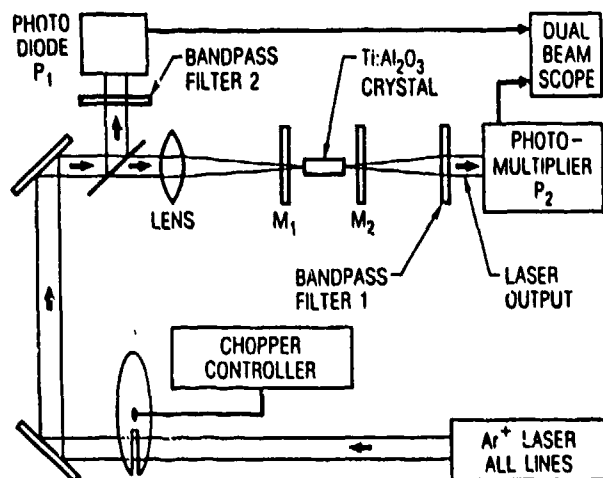 PHOTO
DIODE
P1
BANDPASS
FILTER 2
Ti:Al2O3
CRYSTAL
DUAL
BEAM
SCOPE
PHOTO-
MULTIPLIER
P2
LENS
M1
M2
BANDPASS
FILTER 1
LASER
OUTPUT
CHOPPER
CONTROLLER
Ar+ LASER
ALL LINES